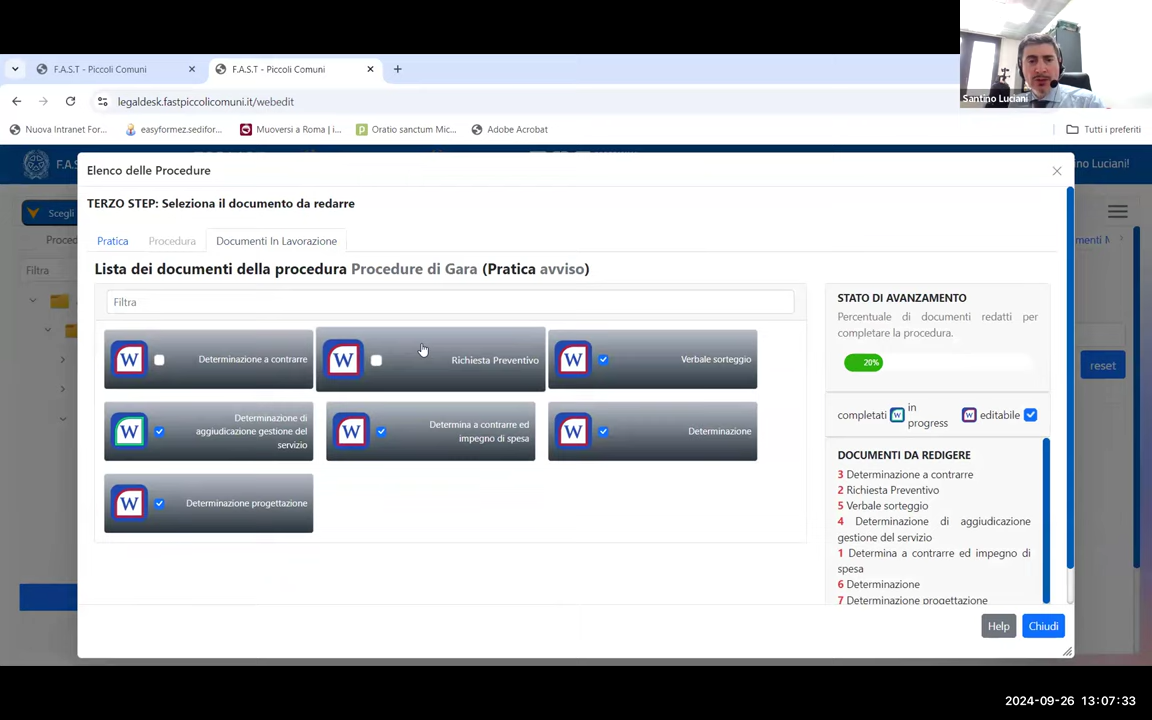 F.A.S.T - Piccoli Comuni
F.A.S.T - Piccoli Comuni
legaldesk.fastpiccolicomuni.it/webedit
Santino Luciani
Nuova Intranet For...
easyformez.sedifor...
Muoversi a Roma | i...
Oratio sanctum Mic...
Adobe Acrobat
Tutti i preferiti
F.A.S
no Luciani!
Elenco delle Procedure
TERZO STEP: Seleziona il documento da redarre
Scegli
Pratica
Procedura
Documenti In Lavorazione
Proced
menti M
Lista dei documenti della procedura Procedure di Gara (Pratica avviso)
Filtra
Filtra
STATO DI AVANZAMENTO
Percentuale di documenti redatti per
completare la procedura.
20%
reset
W
Determinazione a contrarre
W
Richiesta Preventivo
W
Verbale sorteggio
W
Determinazione di
aggiudicazione gestione del
servizio
W
Determina a contrarre ed
impegno di spesa
W
Determinazione
W
Determinazione progettazione
completati W in
progress W editabile
DOCUMENTI DA REDIGERE
3 Determinazione a contrarre
2 Richiesta Preventivo
5 Verbale sorteggio
4 Determinazione di aggiudicazione
gestione del servizio
1 Determina a contrarre ed impegno di
spesa
6 Determinazione
7 Determinazione progettazione
Help
Chiudi
2024-09-26 13:07:33